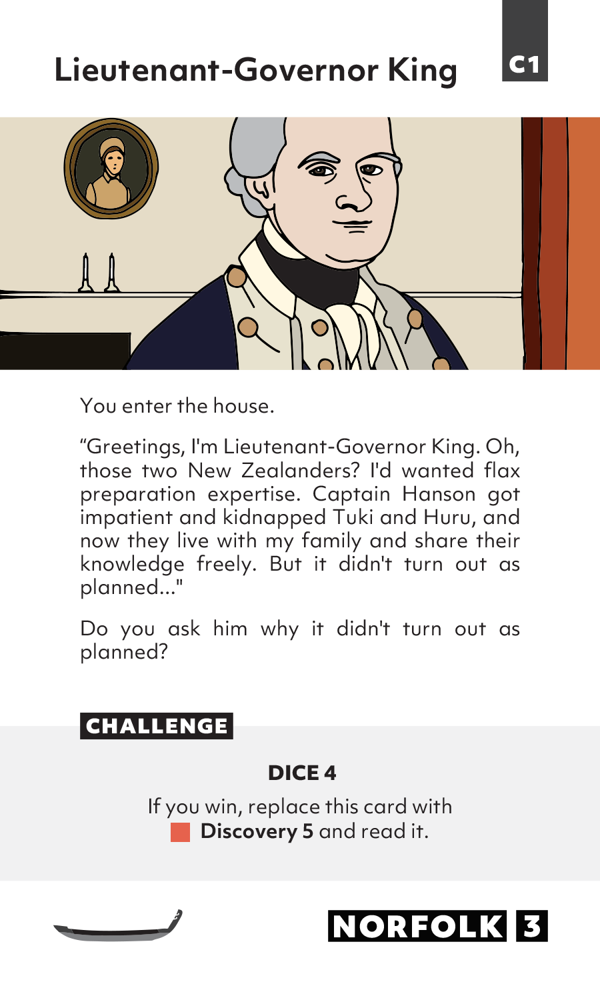 Lieutenant-Governor King
C1
You enter the house.
“Greetings, I'm Lieutenant-Governor King. Oh,
those two New Zealanders? I'd wanted flax
preparation expertise. Captain Hanson got
impatient and kidnapped Tuki and Huru, and
now they live with my family and share their
knowledge freely. But it didn't turn out as
planned..."
Do you ask him why it didn't turn out as
planned?
CHALLENGE
DICE 4
If you win, replace this card with
Discovery 5 and read it.
NORFOLK 3